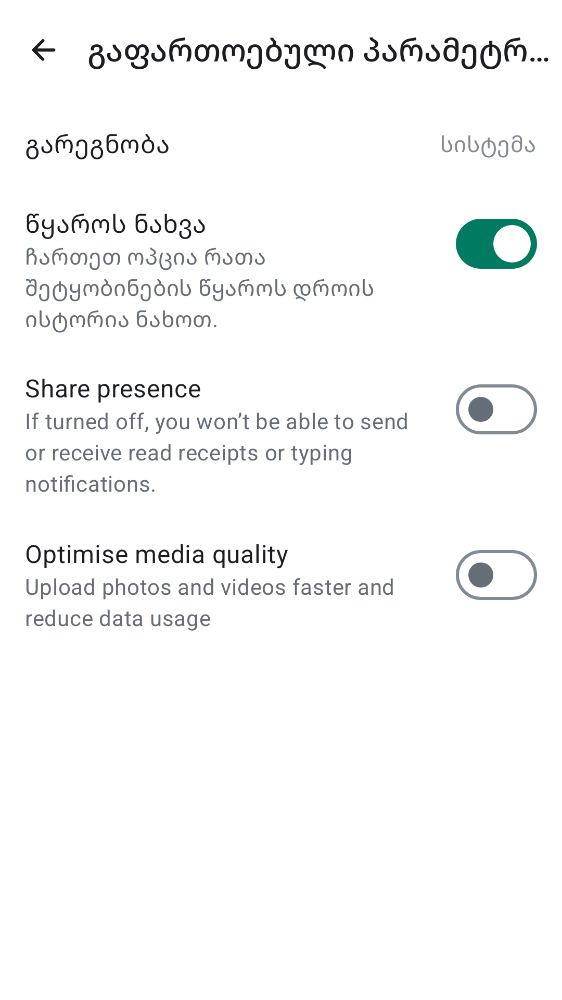 გაფართოებული პარამეტრ...
გარეგნობა
სისტემა
წყაროს ნახვა
ჩართეთ ოპცია რათა
შეტყობინების წყაროს დროის
ისტორია ნახოთ.
Share presence
If turned off, you won’t be able to send
or receive read receipts or typing
notifications.
Optimise media quality
Upload photos and videos faster and
reduce data usage